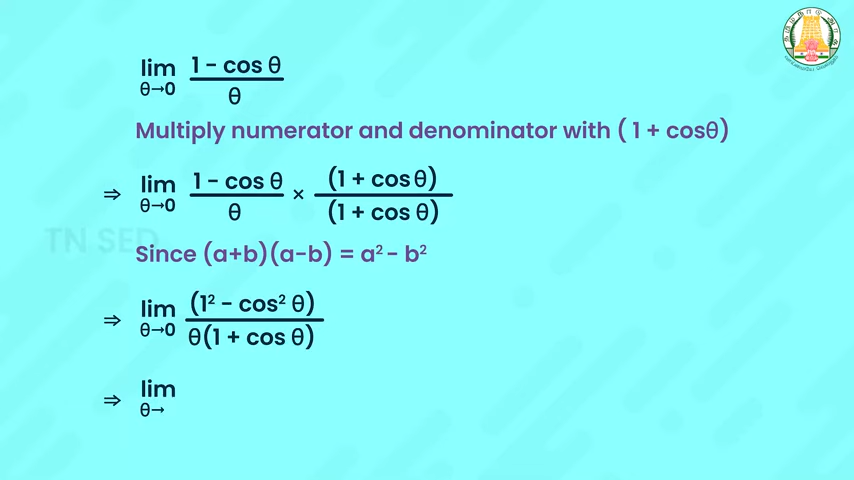 lim θ→0 1 - cos θ / θ
Multiply numerator and denominator with ( 1 + cosθ)
⇒ lim θ→0 1 - cos θ / θ × (1 + cos θ) / (1 + cos θ)
TN SED
Since (a+b)(a-b) = a² - b²
⇒ lim θ→0 (1² - cos² θ) / θ(1 + cos θ)
⇒ lim θ→